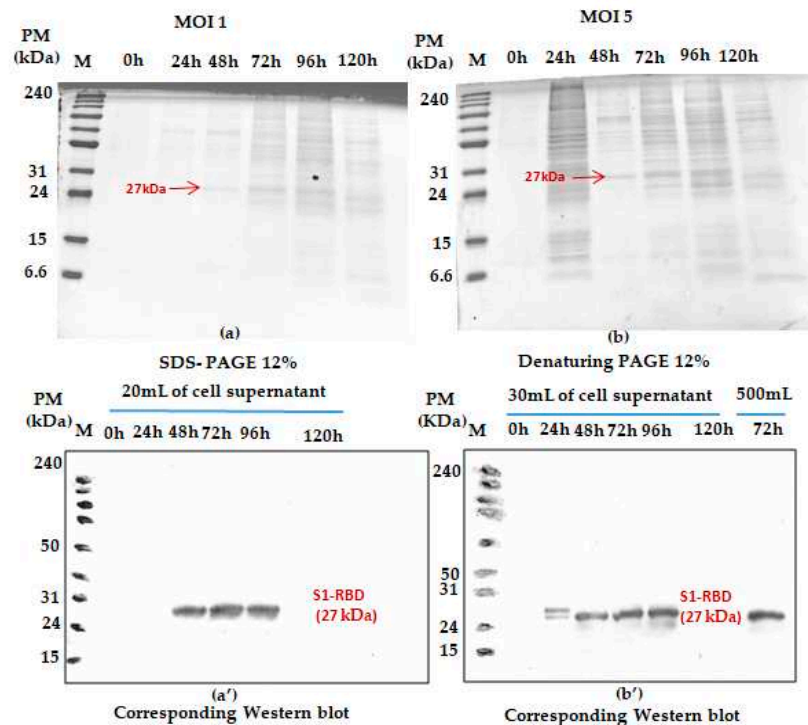 MOI 1
PM
(kDa)
M 0h 24h 48h 72h 96h 120h
240
31
24
15
6.6
27kDa
(a)
SDS- PAGE 12%
MOI 5
PM
(kDa)
M 0h 24h 48h 72h 96h 120h
240
31
24
15
6.6
27kDa
(b)
Denaturing PAGE 12%
20mL of cell supernatant
PM
(kDa)
M 0h 24h 48h 72h 96h 120h
240
50
31
24
15
S1-RBD
(27 kDa)
(a')
Corresponding Western blot
30mL of cell supernatant 500mL
PM
(KDa)
M 0h 24h 48h 72h 96h 120h 72h
240
50
31
24
15
S1-RBD
(27 kDa)
(b')
Corresponding Western blot